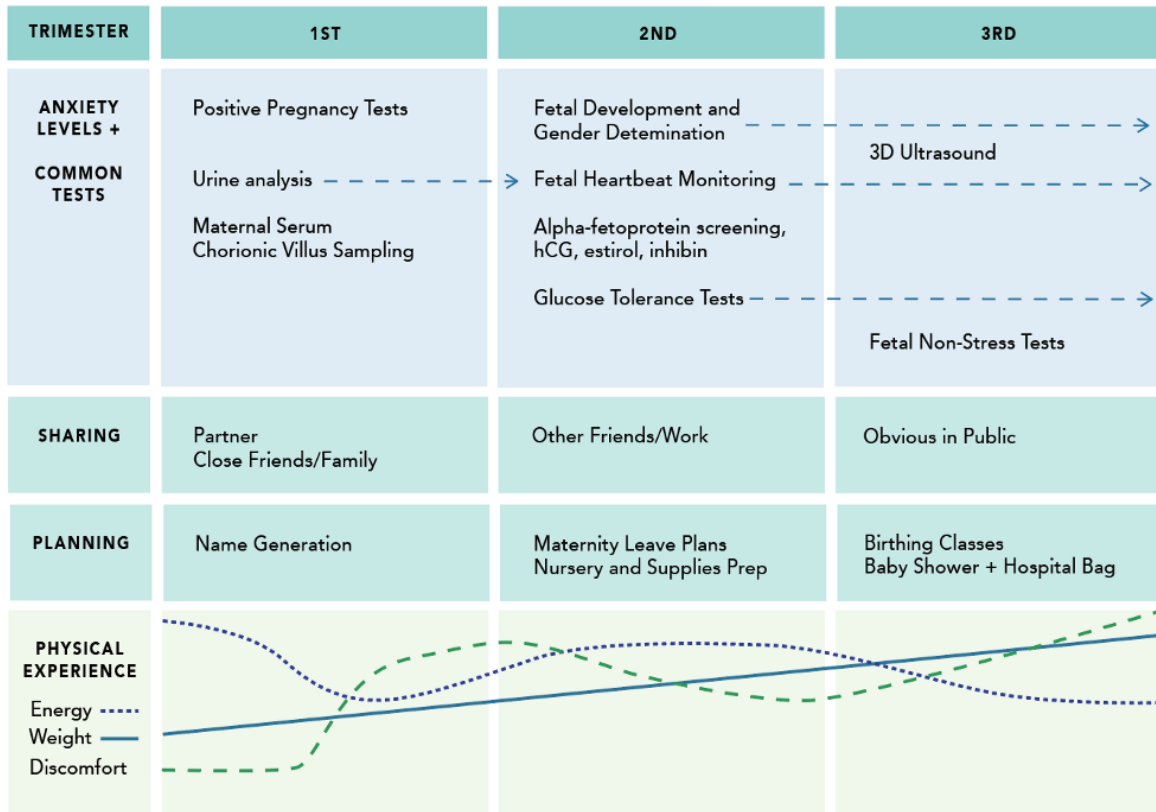 TRIMESTER
1ST
2ND
3RD
ANXIETY
LEVELS +
COMMON
TESTS
Positive Pregnancy Tests
Urine analysis
Maternal Serum
Chorionic Villus Sampling
Fetal Development and
Gender Detemination
Fetal Heartbeat Monitoring
Alpha-fetoprotein screening,
hCG, estirol, inhibin
Glucose Tolerance Tests
3D Ultrasound
Fetal Non-Stress Tests
SHARING
Partner
Close Friends/Family
Other Friends/Work
Obvious in Public
PLANNING
Name Generation
Maternity Leave Plans
Nursery and Supplies Prep
Birthing Classes
Baby Shower + Hospital Bag
PHYSICAL
EXPERIENCE
Energy
Weight
Discomfort